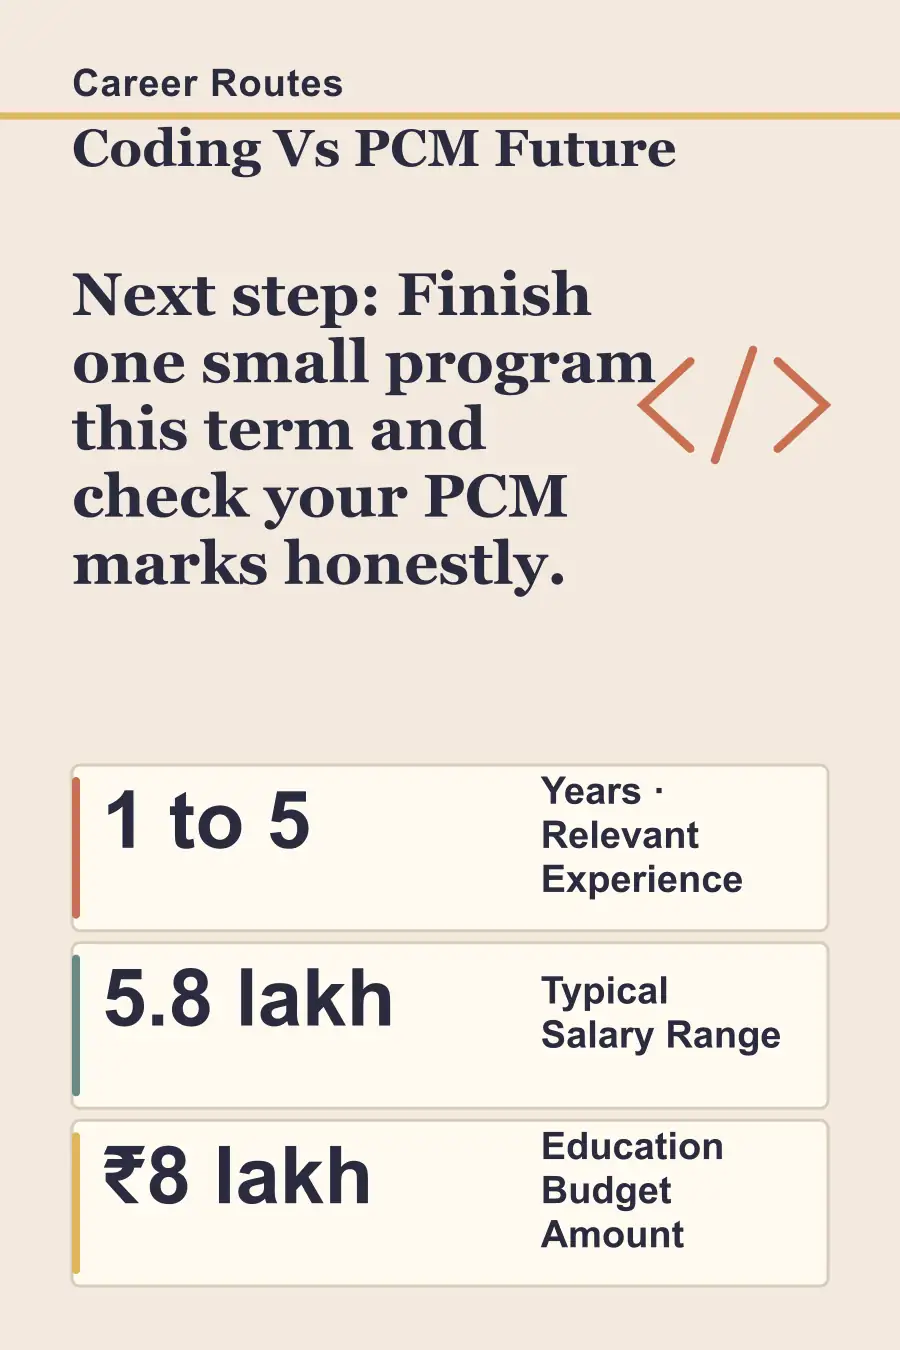 Career Routes
Coding Vs PCM Future
Next step: Finish
one small program
this term and
check your PCM
marks honestly.
1 to 5
Years ·
Relevant
Experience
5.8 lakh
Typical
Salary Range
₹8 lakh
Education
Budget
Amount